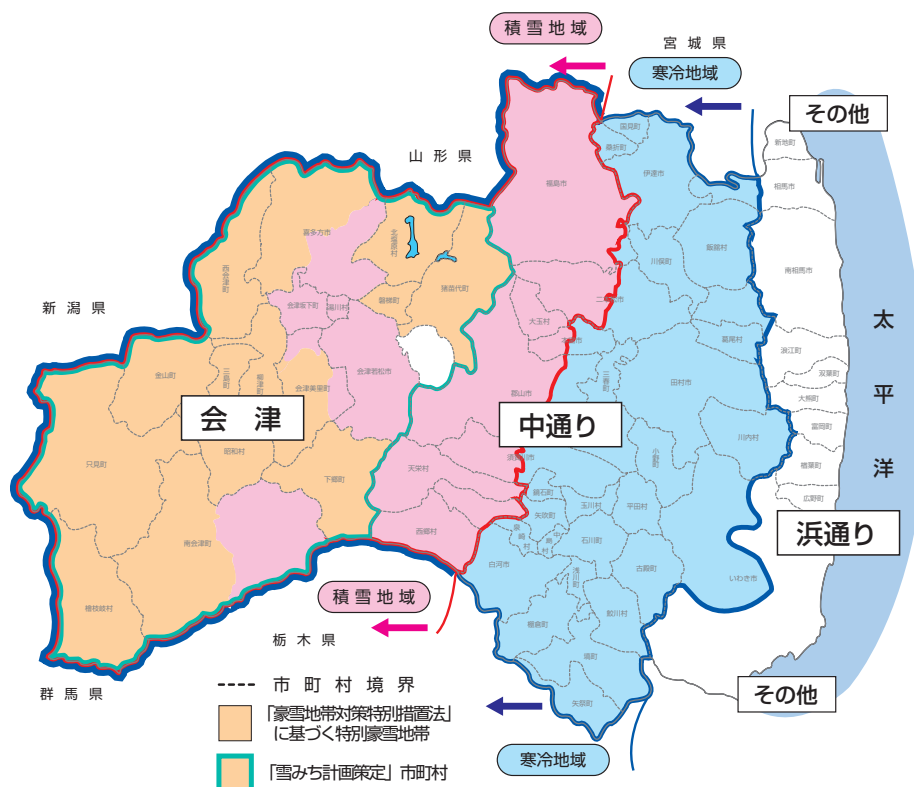 積雪地域
宮城県
寒冷地域
その他
山形県
新潟県
国見町
桑折町
新地町
福島市
伊達市
相馬市
喜多方市
北塩原村
西会津町
川俣町
飯舘村
南相馬市
猪苗代町
磐梯町
二本松市
会津坂下町
湯川村
大玉村
本宮市
葛尾村
浪江町
双葉町
大熊町
太平洋
金山町
三島町
柳津町
会津美里町
会津若松市
郡山市
三春町
田村市
会津
中通り
富岡町
川内村
昭和村
須賀川市
小野町
只見町
下郷町
天栄村
楢葉町
鏡石町
広野町
矢吹町
玉川村
平田村
浜通り
南会津町
西郷村
泉崎村
中島村
石川町
白河市
浅川町
古殿町
いわき市
檜枝岐村
積雪地域
棚倉町
鮫川村
栃木県
塙町
群馬県
市町村境界
その他
矢祭町
「豪雪地帯対策特別措置法」
に基づく特別豪雪地帯
寒冷地域
「雪みち計画策定」市町村